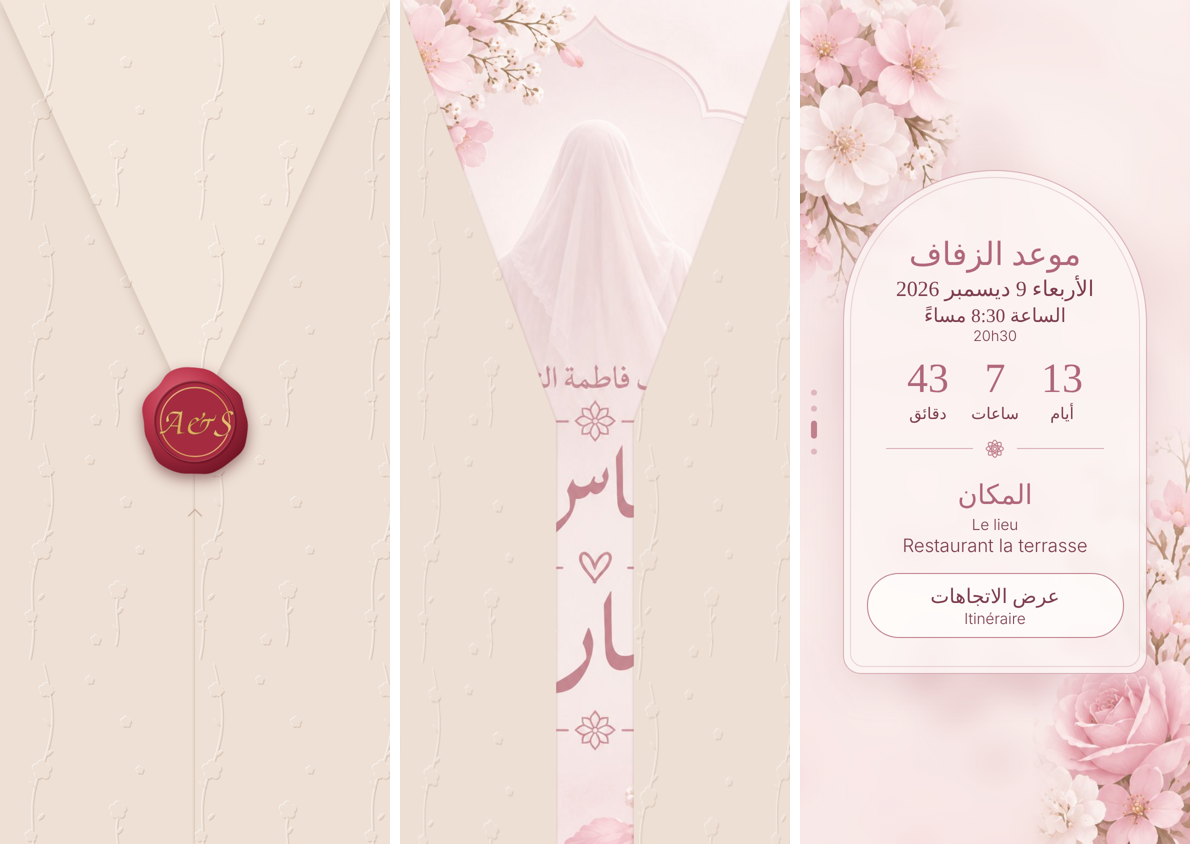 A&S
فاطمة
موعد الزفاف
الأربعاء 9 ديسمبر 2026
الساعة 8:30 مساءً
20h30
13 7 43
أيام ساعات دقائق
المكان
Le lieu
Restaurant la terrasse
عرض الاتجاهات
Itinéraire